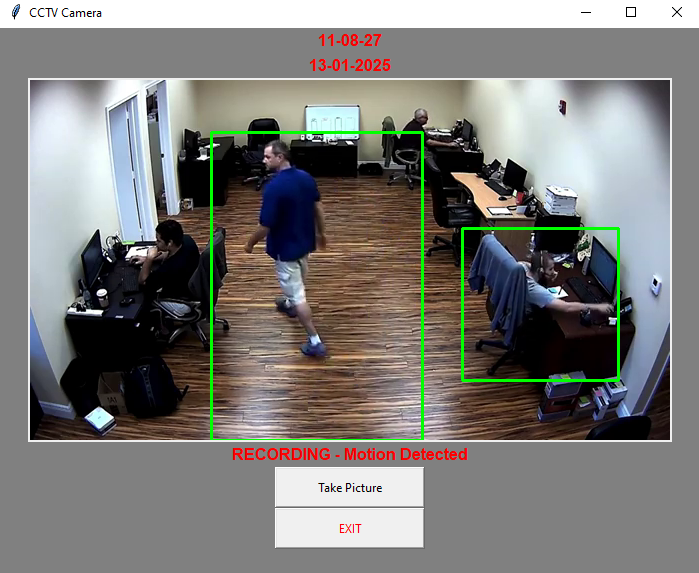 CCTV Camera
11-08-27
13-01-2025
RECORDING - Motion Detected
Take Picture
EXIT